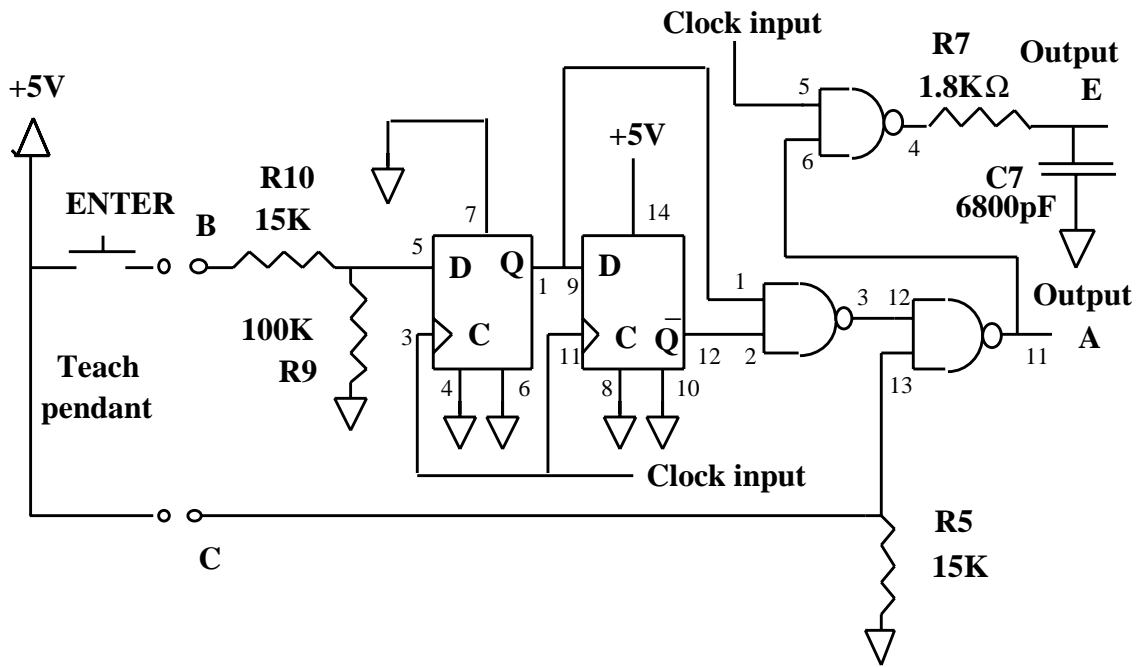 Clock input
R7
1.8KΩ
Output
E
+5V
5
6
4
+5V
C7
6800pF
R10
15K
ENTER
B
7
14
5
D
Q
1
9
D
1
3
12
Output
A
100K
R9
3
C
11
C
Q̅
12
2
13
11
Teach
pendant
4
6
8
10
Clock input
C
R5
15K